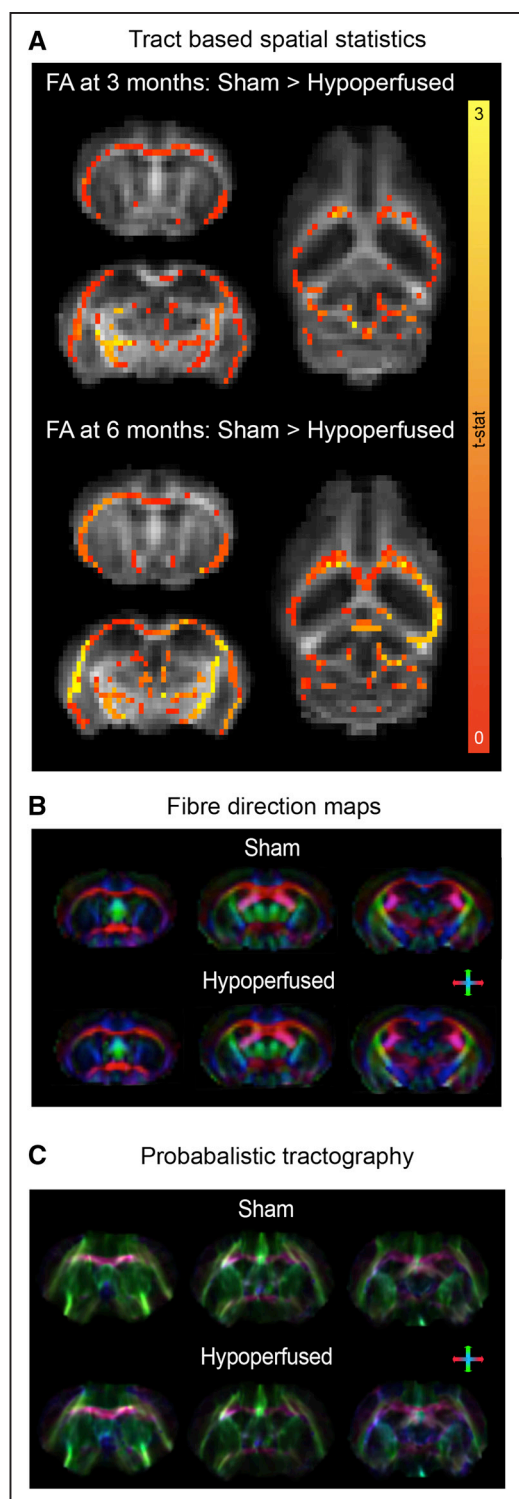 A Tract based spatial statistics
FA at 3 months: Sham > Hypoperfused
3
t-stat
FA at 6 months: Sham > Hypoperfused
0
B Fibre direction maps
Sham
Hypoperfused
C Probabalistic tractography
Sham
Hypoperfused